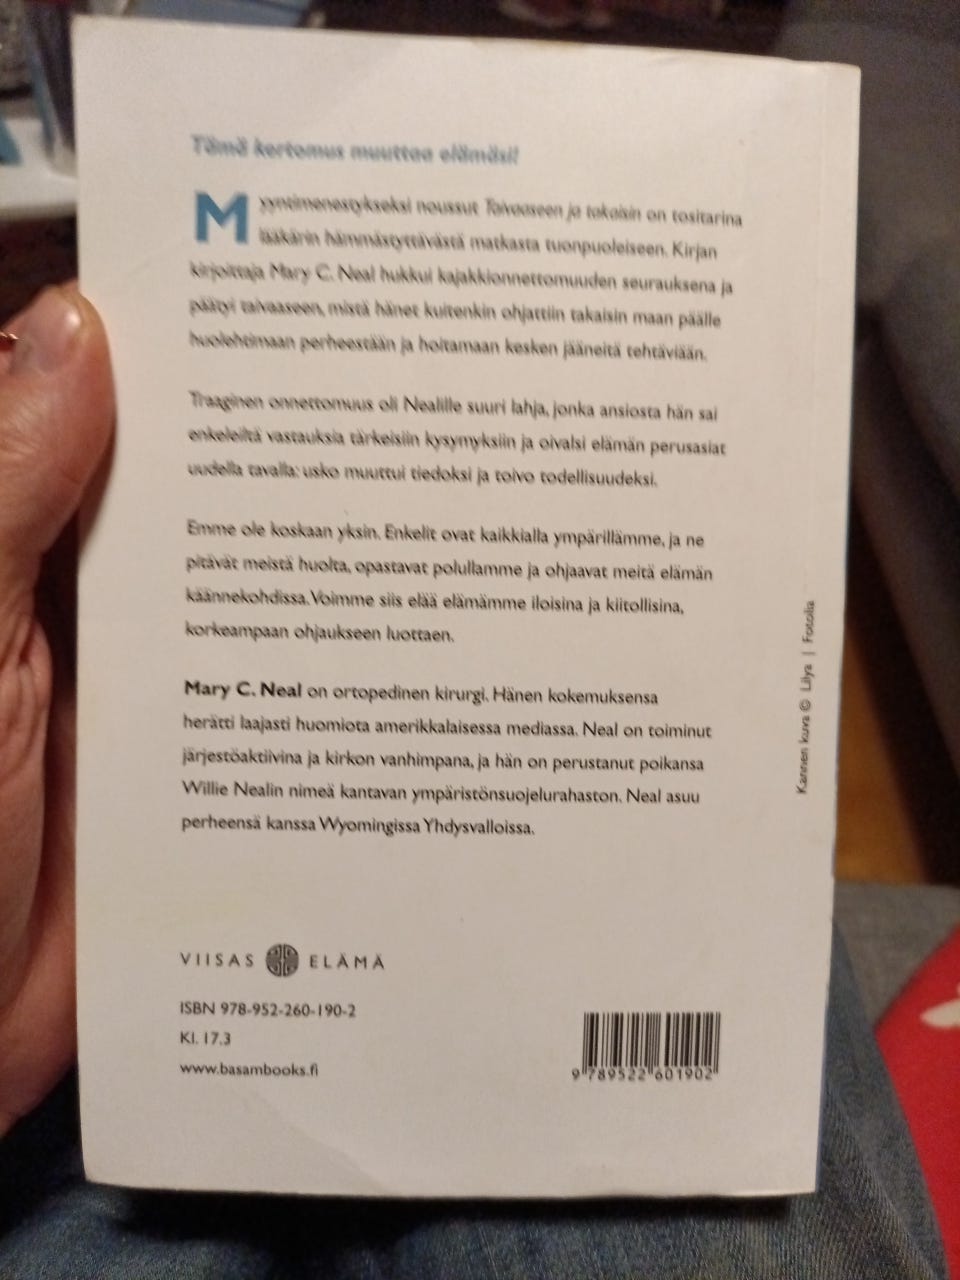 Tämä kertomus muuttaa elämäsi!
Myyntimenestykseksi noussut Taivaaseen ja takaisin on tositarina
lääkärin hämmästyttävästä matkasta tuonpuoleiseen. Kirjan
kirjoittaja Mary C. Neal hukkui kajakkionnettomuuden seurauksena ja
päätyi taivaaseen, mistä hänet kuitenkin ohjattiin takaisin maan päälle
huolehtimaan perheestään ja hoitamaan kesken jääneitä tehtäviään.
Traaginen onnettomuus oli Nealille suuri lahja, jonka ansiosta hän sai
enkeleiltä vastauksia tärkeisiin kysymyksiin ja oivalsi elämän perusasiat
uudella tavalla: usko muuttui tiedoksi ja toivo todellisuudeksi.
Emme ole koskaan yksin. Enkelit ovat kaikkialla ympärillämme, ja ne
pitävät meistä huolta, opastavat polullamme ja ohjaavat meitä elämän
käännekohdissa. Voimme siis elää elämämme iloisina ja kiitollisina,
korkeampaan ohjaukseen luottaen.
Mary C. Neal on ortopedinen kirurgi. Hänen kokemuksensa
herätti laajasti huomiota amerikkalaisessa mediassa. Neal on toiminut
järjestöaktiivina ja kirkon vanhimpana, ja hän on perustanut poikansa
Willie Nealin nimeä kantavan ympäristönsuojelurahaston. Neal asuu
perheensä kanssa Wyomingissa Yhdysvalloissa.
Kannen kuva © Lilya | Fotolia
VIISAS ELÄMÄ
ISBN 978-952-260-190-2
Kl. 17.3
www.basambooks.fi
9 789522 601902